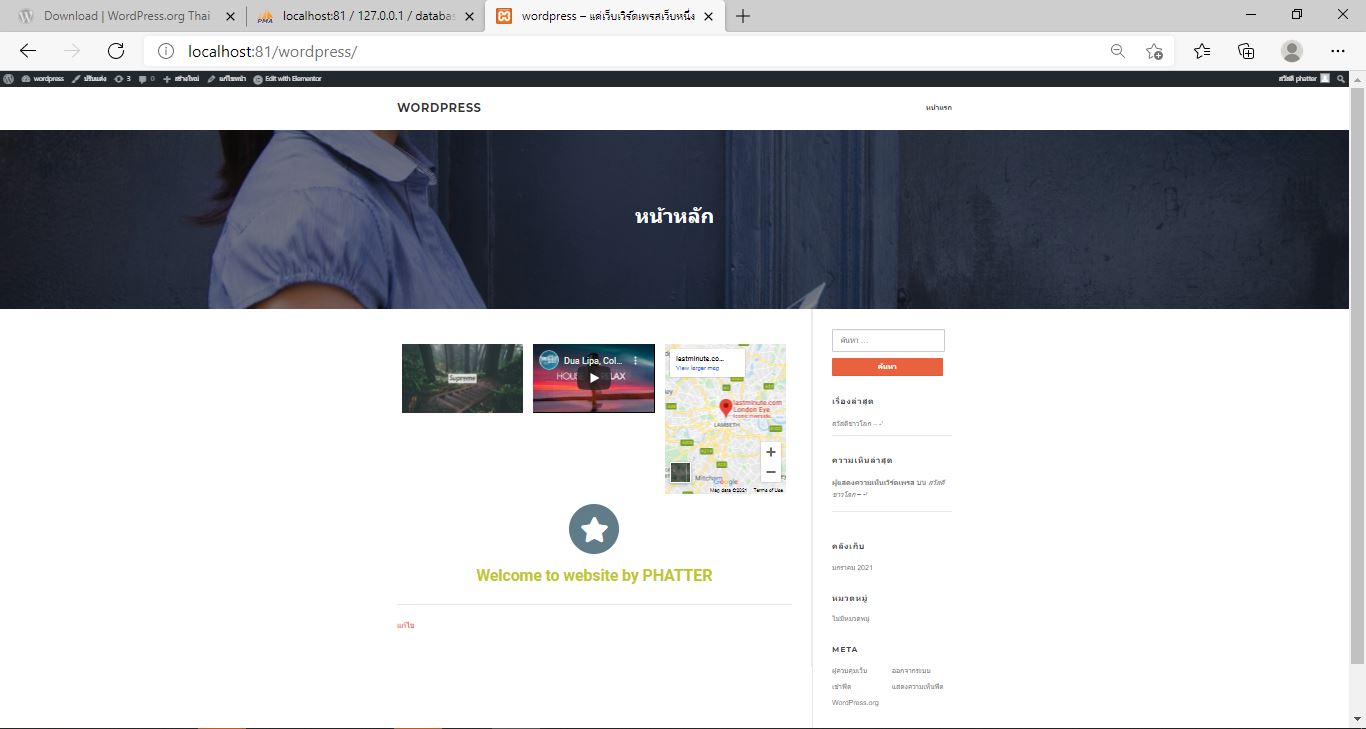 Download | WordPress.org Thai
localhost:81 / 127.0.0.1 / databas
wordpress – แค่เว็บเวิร์ดเพรสเว็บหนึ่ง
localhost:81/wordpress/
wordpress
ปรับแต่ง
3
0
สร้างใหม่
แก้ไขหน้า
Edit with Elementor
สวัสดี phatter
WORDPRESS
หน้าแรก
หน้าหลัก
Supreme
Dua Lipa, Col...
HOUSE RELAX
lastminute.co...
View larger map
lastminute.com
London Eye
Iconic riverside
LAMBETH
Mitcham
Google
Map data ©2021
Terms of Use
Welcome to website by PHATTER
แก้ไข
ค้นหา …
ค้นหา
เรื่องล่าสุด
สวัสดีชาวโลก – -'
ความเห็นล่าสุด
ผู้แสดงความเห็นเวิร์ดเพรส บน สวัสดี
ชาวโลก – -'
คลังเก็บ
มกราคม 2021
หมวดหมู่
ไม่มีหมวดหมู่
META
ผู้ควบคุมเว็บ
ออกจากระบบ
เข้าฟีด
แสดงความเห็นฟีด
WordPress.org